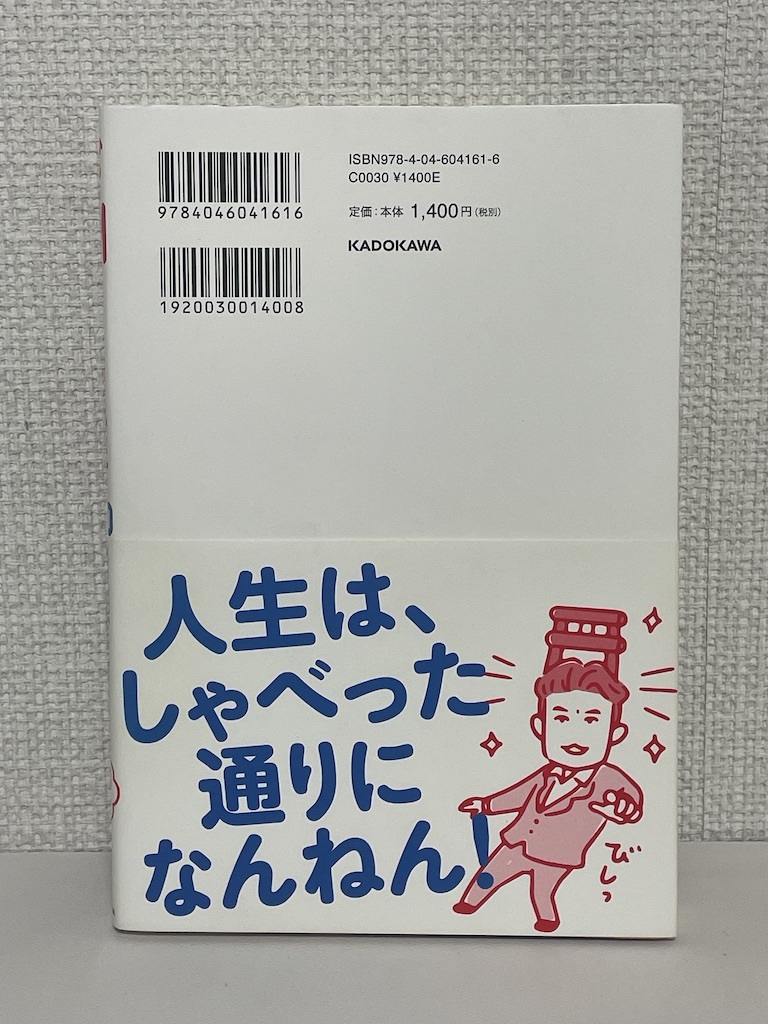 ISBN978-4-04-604161-6
C0030 ¥1400E
9784046041616
定価：本体 1,400円（税別）
KADOKAWA
1920030014008
人生は、
しゃべった
通りに
なんねん！
びしっ